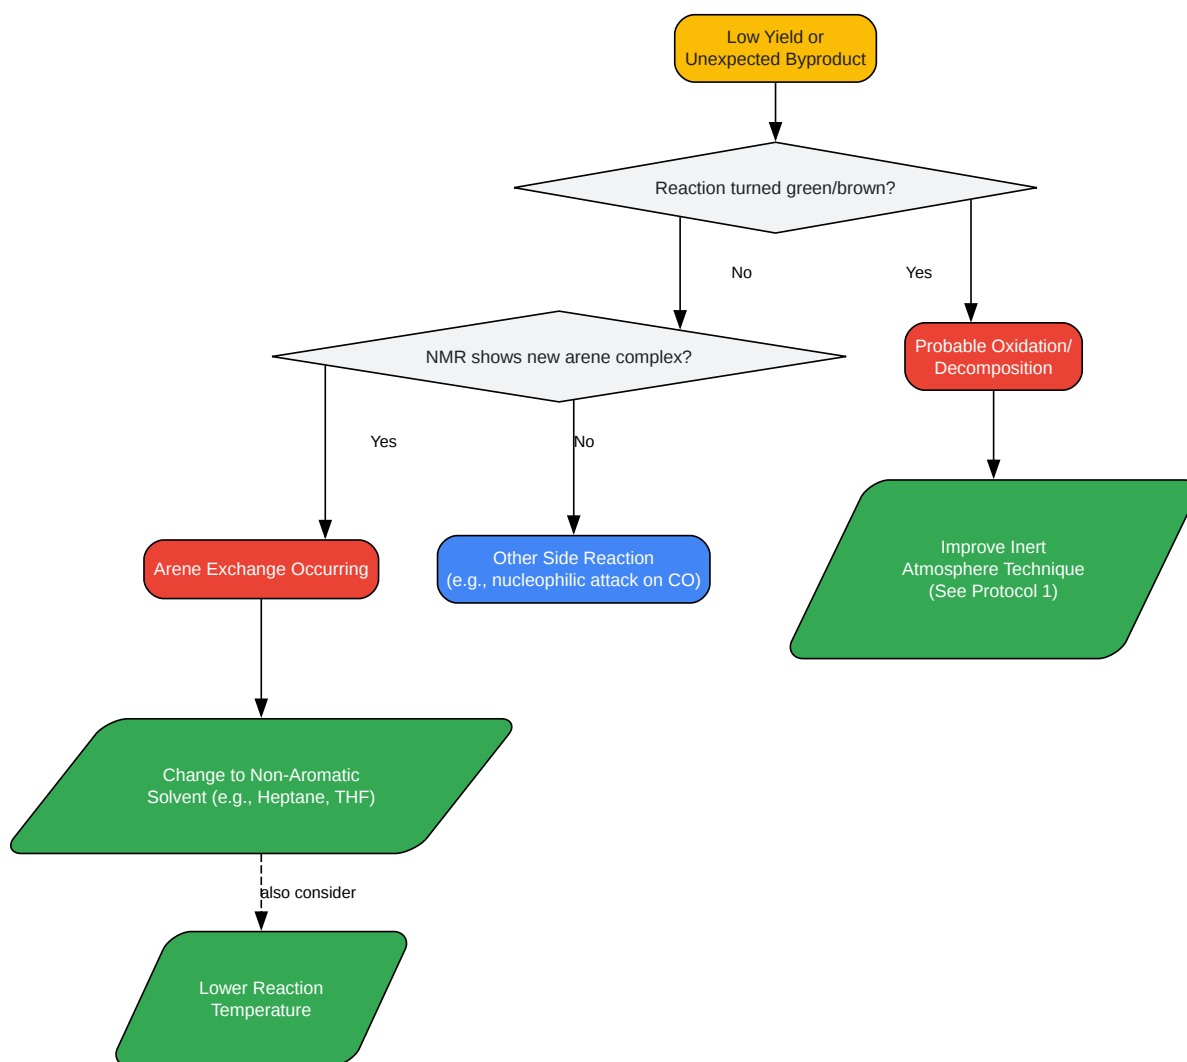 Low Yield or
Unexpected Byproduct
Reaction turned green/brown?
No
Yes
NMR shows new arene complex?
Probable Oxidation/
Decomposition
Yes
No
Improve Inert
Atmosphere Technique
(See Protocol 1)
Arene Exchange Occurring
Other Side Reaction
(e.g., nucleophilic attack on CO)
Change to Non-Aromatic
Solvent (e.g., Heptane, THF)
also consider
Lower Reaction
Temperature